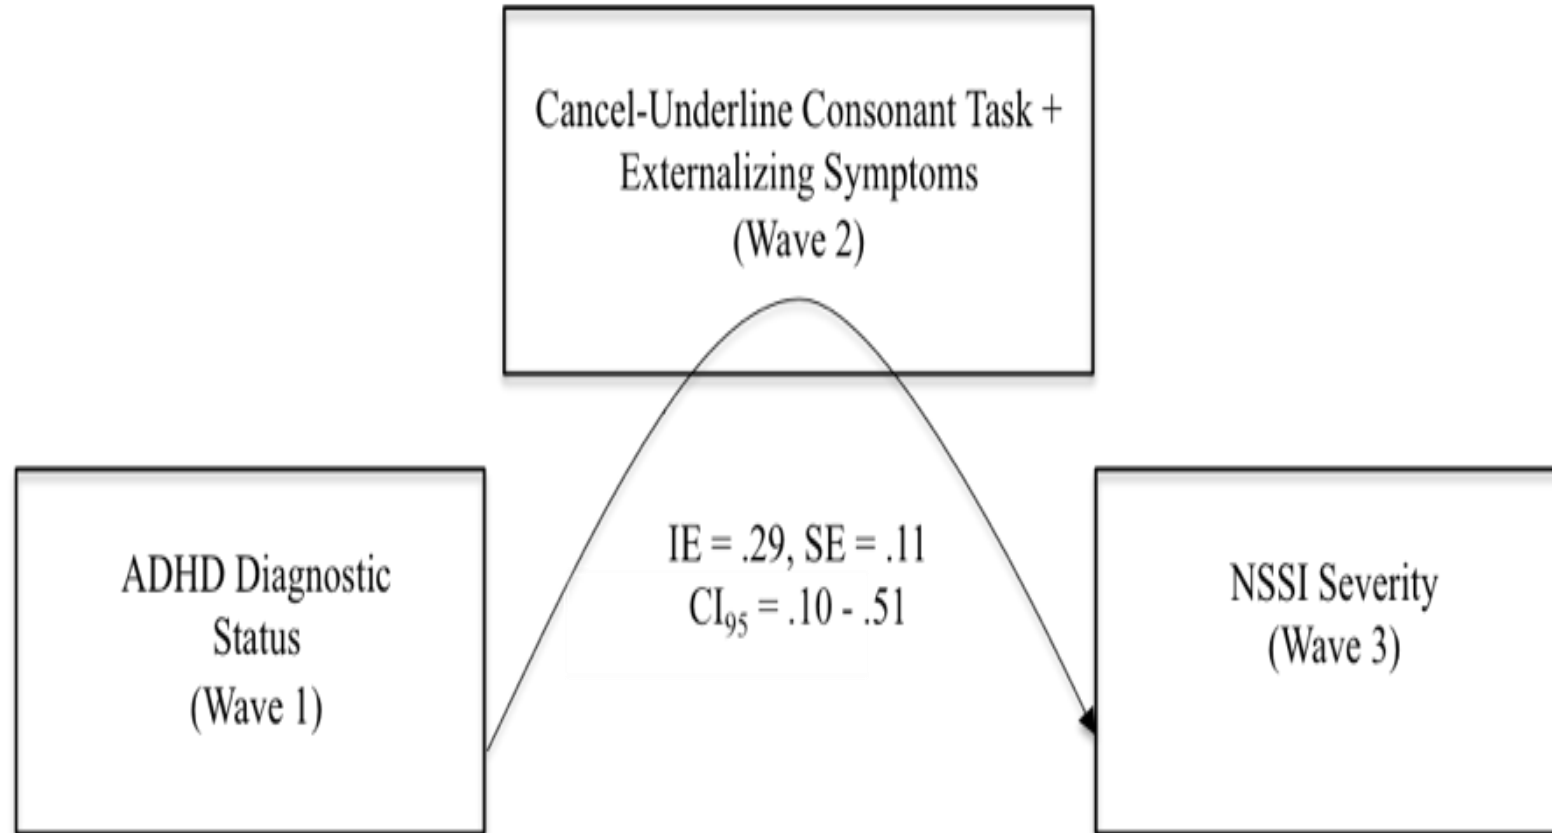 Cancel-Underline Consonant Task +
Externalizing Symptoms
(Wave 2)
ADHD Diagnostic
Status
(Wave 1)
IE = .29, SE = .11
CI₉₅ = .10 - .51
NSSI Severity
(Wave 3)